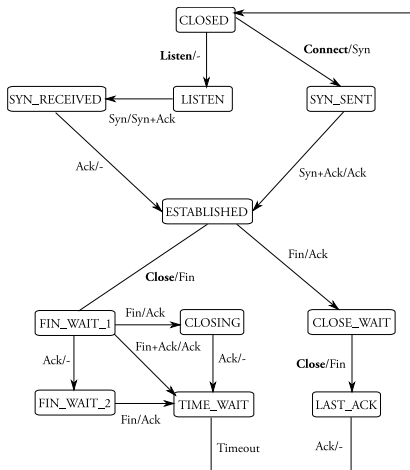 CLOSED
Listen/-
Connect/Syn
SYN_RECEIVED
LISTEN
SYN_SENT
Syn/Syn+Ack
Ack/-
Syn+Ack/Ack
ESTABLISHED
Fin/Ack
Close/Fin
FIN_WAIT_1
Fin/Ack
CLOSING
CLOSE_WAIT
Fin+Ack/Ack
Ack/-
Ack/-
Close/Fin
FIN_WAIT_2
Fin/Ack
TIME_WAIT
LAST_ACK
Timeout
Ack/-